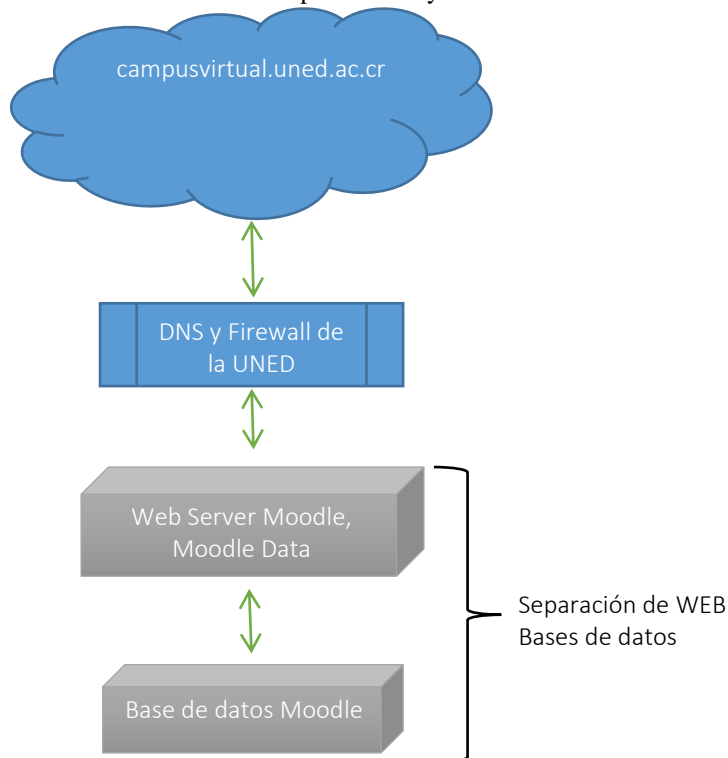 campusvirtual.uned.ac.cr
DNS y Firewall de
la UNED
Web Server Moodle,
Moodle Data
Separación de WEB
Bases de datos
Base de datos Moodle